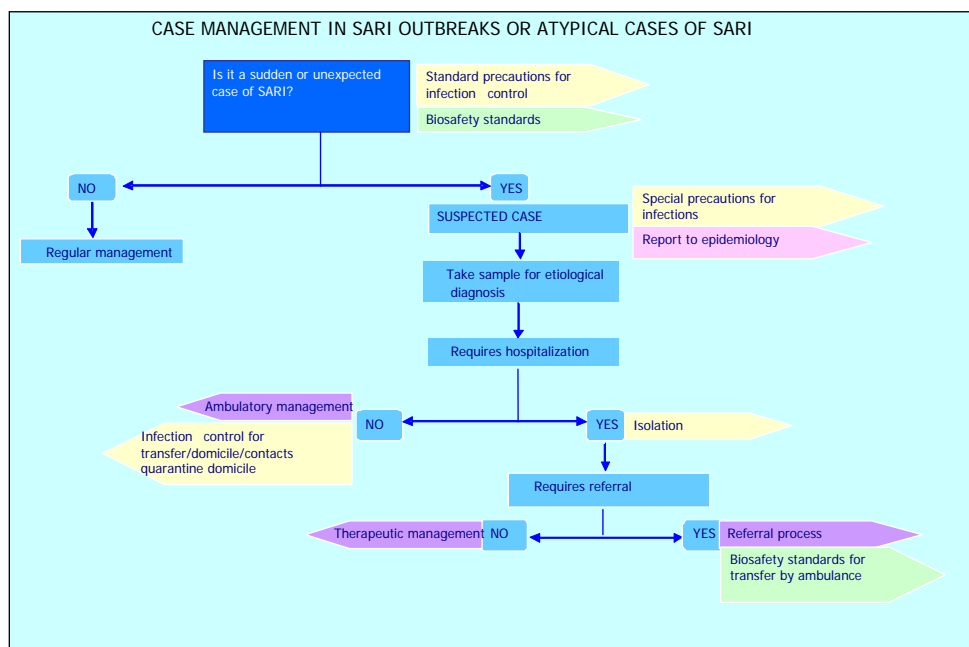 CASE MANAGEMENT IN SARI OUTBREAKS OR ATYPICAL CASES OF SARI
Is it a sudden or unexpected
case of SARI?
Standard precautions for
infection control
Biosafety standards
NO
YES
Regular management
SUSPECTED CASE
Special precautions for
infections
Report to epidemiology
Take sample for etiological
diagnosis
Requires hospitalization
Ambulatory management
NO
Infection control for
transfer/domicile/contacts
quarantine domicile
YES
Isolation
Requires referral
Therapeutic management
NO
YES
Referral process
Biosafety standards for
transfer by ambulance